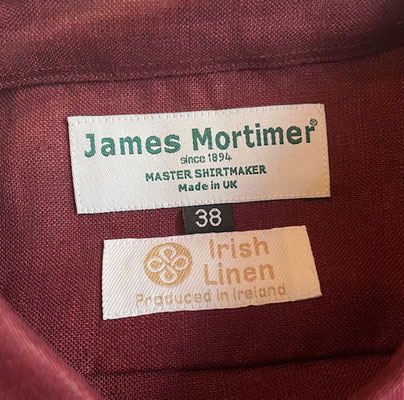 James Mortimer®
since 1894
MASTER SHIRTMAKER
Made in UK
38
Irish
Linen
Produced in Ireland